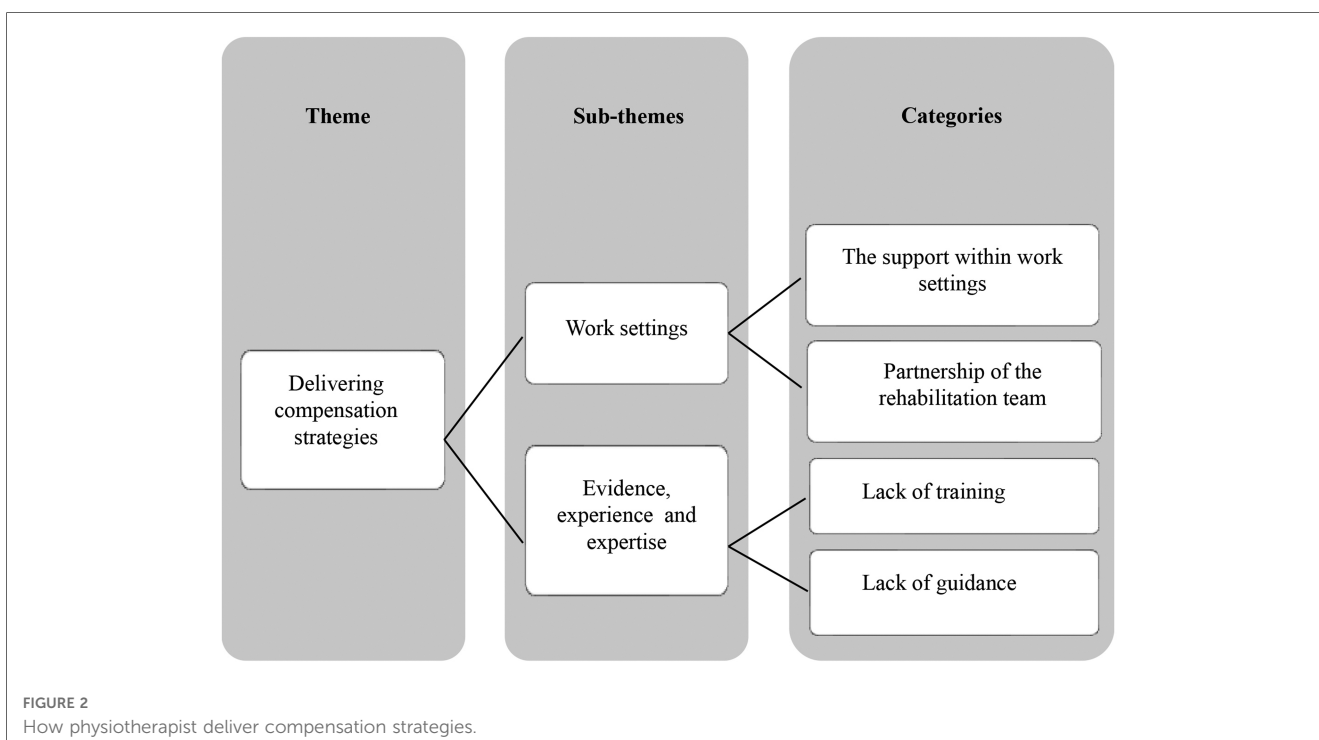 Theme
Sub-themes
Categories
Delivering
compensation
strategies
Work settings
Evidence,
experience and
expertise
The support within work
settings
Partnership of the
rehabilitation team
Lack of training
Lack of guidance
FIGURE 2
How physiotherapist deliver compensation strategies.